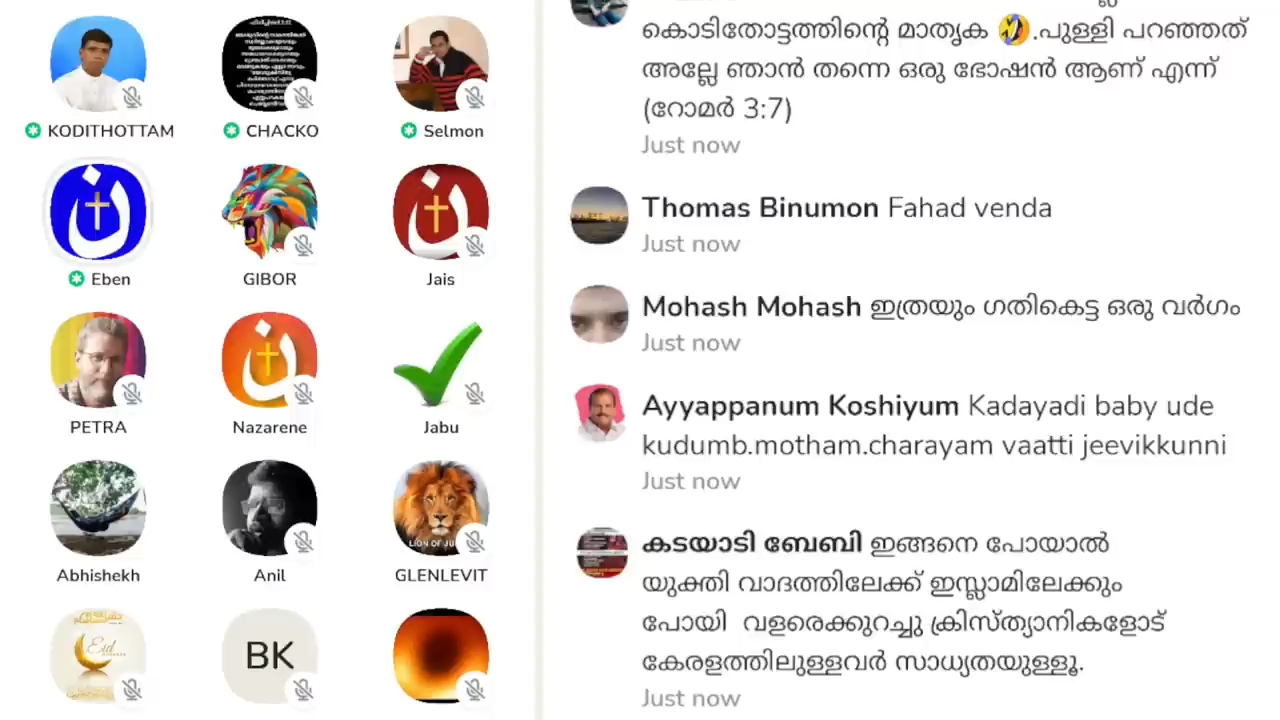 KODITHOTTAM
CHACKO
Selmon
Eben
GIBOR
Jais
PETRA
Nazarene
Jabu
Abhishekh
Anil
LION OF
GLENLEVIT
Eid
BK
കൊടിതോട്ടത്തിന്റെ മാതൃക 🤣.പുള്ളി പറഞ്ഞത്
അല്ലേ ഞാൻ തന്നെ ഒരു ഭോഷൻ ആണ് എന്ന്
(റോമർ 3:7)
Just now
Thomas Binumon Fahad venda
Just now
Mohash Mohash ഇത്രയും ഗതികെട്ട ഒരു വർഗം
Just now
Ayyappanum Koshiyum Kadayadi baby ude
kudumb.motham.charayam vaatti jeevikkunni
Just now
കടയാടി ബേബി ഇങ്ങനെ പോയാൽ
യുക്തി വാദത്തിലേക്ക് ഇസ്ലാമിലേക്കും
പോയി വളരെക്കുറച്ചു ക്രിസ്ത്യാനികളോട്
കേരളത്തിലുള്ളവർ സാധ്യതയുള്ളൂ.
Just now